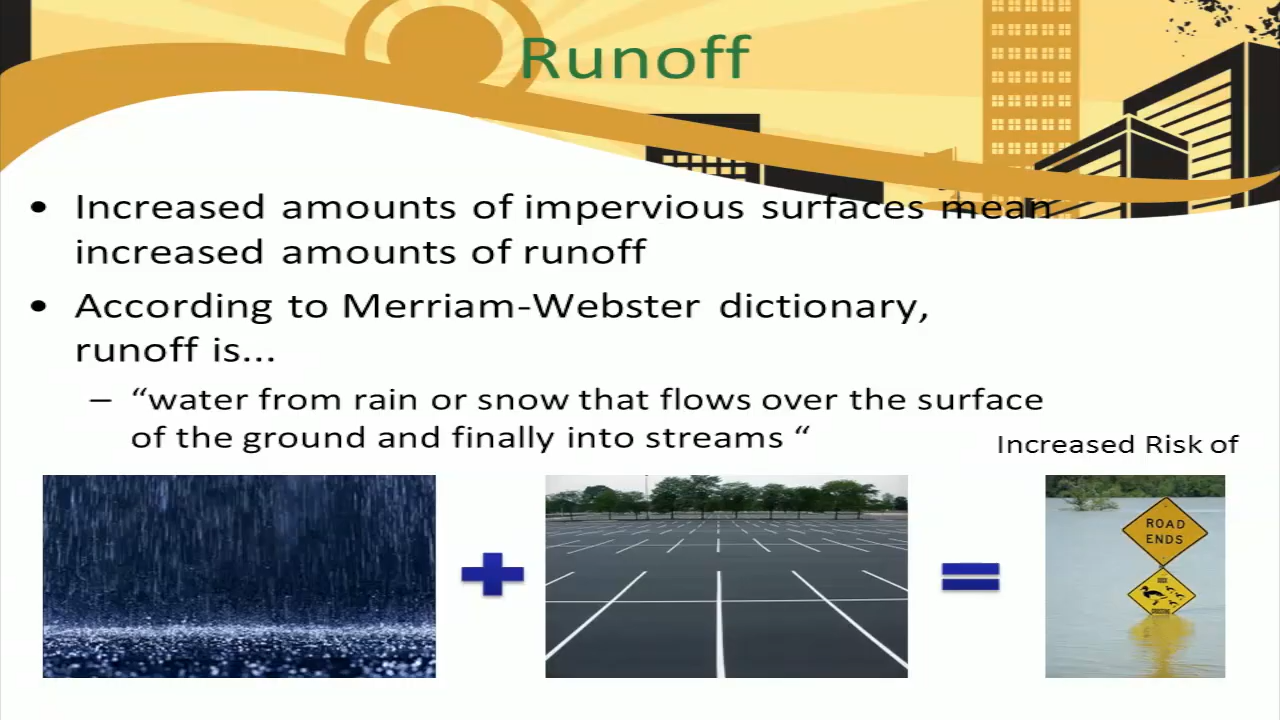 Runoff
• Increased amounts of impervious surfaces mean
increased amounts of runoff
• According to Merriam-Webster dictionary,
runoff is...
– “water from rain or snow that flows over the surface
of the ground and finally into streams “
Increased Risk of
ROAD
ENDS